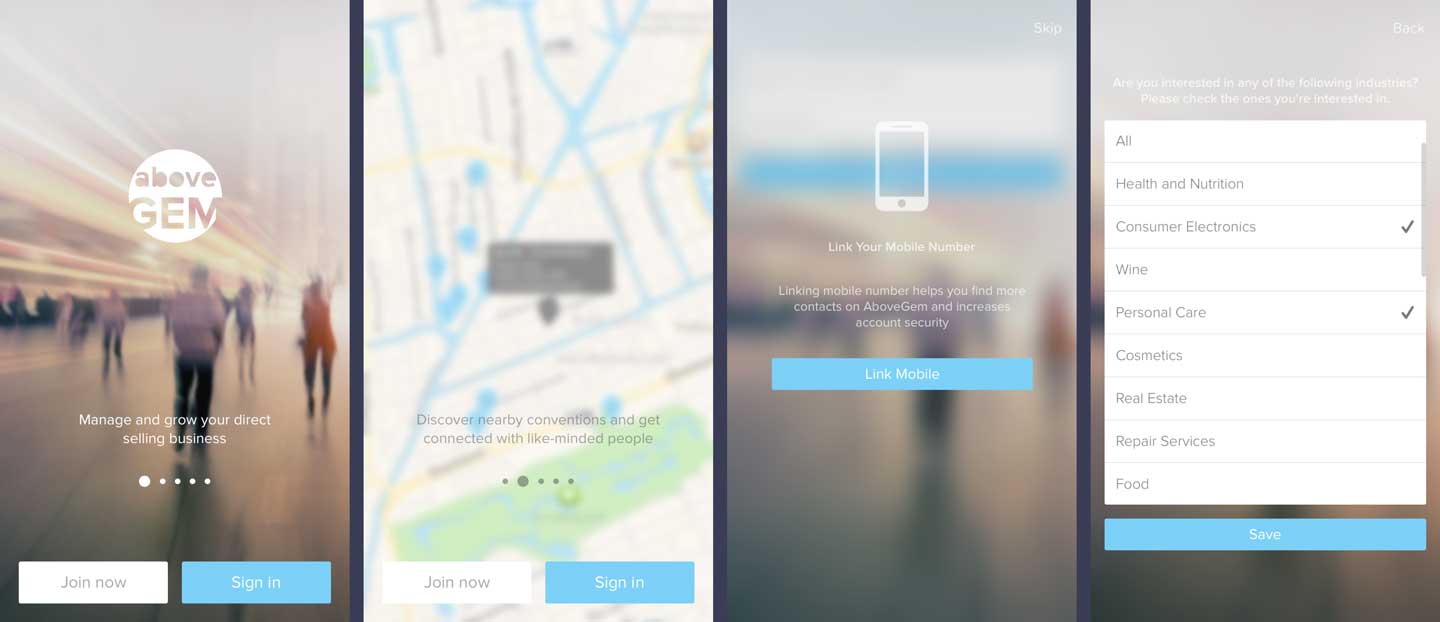 above
GEM
Manage and grow your direct
selling business
Join now
Sign in
Discover nearby conventions and get
connected with like-minded people
Join now
Sign in
Skip
Link Your Mobile Number
Linking mobile number helps you find more
contacts on AboveGem and increases
account security
Link Mobile
Back
Are you interested in any of the following industries?
Please check the ones you're interested in.
All
Health and Nutrition
Consumer Electronics
Wine
Personal Care
Cosmetics
Real Estate
Repair Services
Food
Save